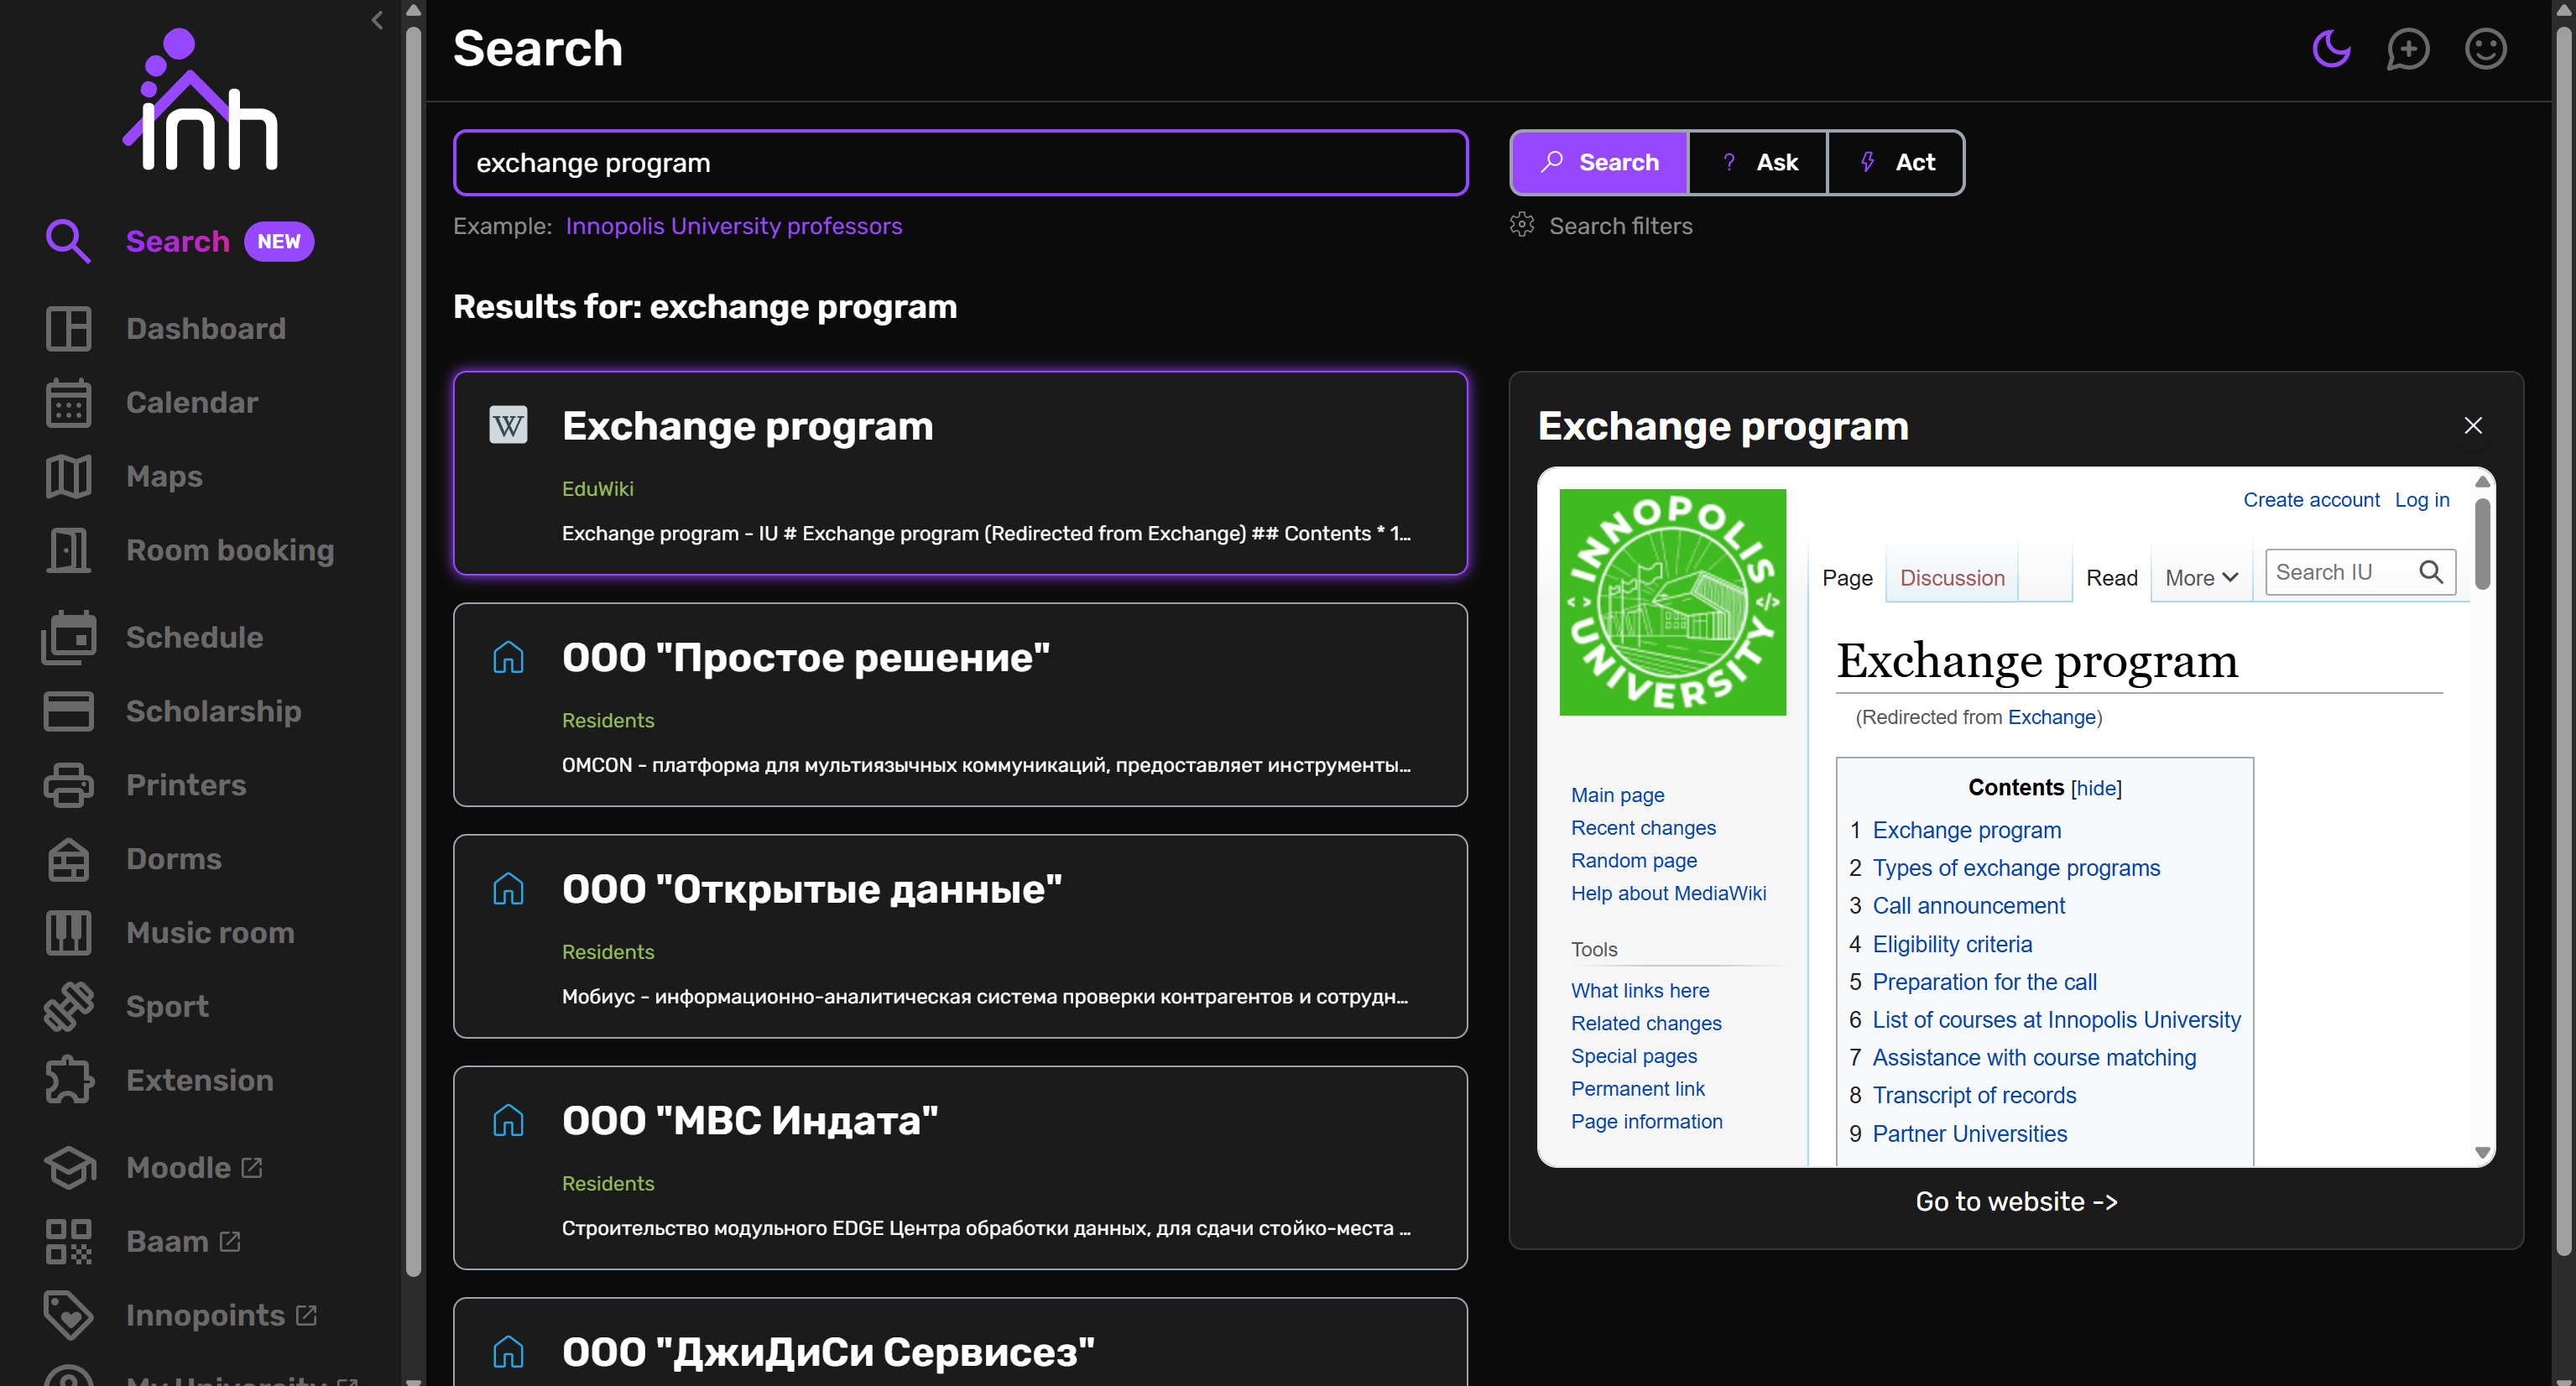 inh
Search NEW
Dashboard
Calendar
Maps
Room booking
Schedule
Scholarship
Printers
Dorms
Music room
Sport
Extension
Moodle
Baam
Innopoints
My University
Search
exchange program
Search
? Ask
Act
Example: Innopolis University professors
Search filters
Results for: exchange program
W Exchange program
EduWiki
Exchange program - IU # Exchange program (Redirected from Exchange) ## Contents * 1...
ООО "Простое решение"
Residents
OMCON - платформа для мультиязычных коммуникаций, предоставляет инструменты...
ООО "Открытые данные"
Residents
Мобиус - информационно-аналитическая система проверки контрагентов и сотрудн...
ООО "МВС Индата"
Residents
Строительство модульного EDGE Центра обработки данных, для сдачи стойко-места ...
ООО "ДжиДиСи Сервисез"
Exchange program
INNOPOLIS UNIVERSITY
Create account Log in
Page Discussion Read More Search IU
Exchange program
(Redirected from Exchange)
Main page
Recent changes
Random page
Help about MediaWiki
Tools
What links here
Related changes
Special pages
Permanent link
Page information
Contents [hide]
1 Exchange program
2 Types of exchange programs
3 Call announcement
4 Eligibility criteria
5 Preparation for the call
6 List of courses at Innopolis University
7 Assistance with course matching
8 Transcript of records
9 Partner Universities
Go to website ->